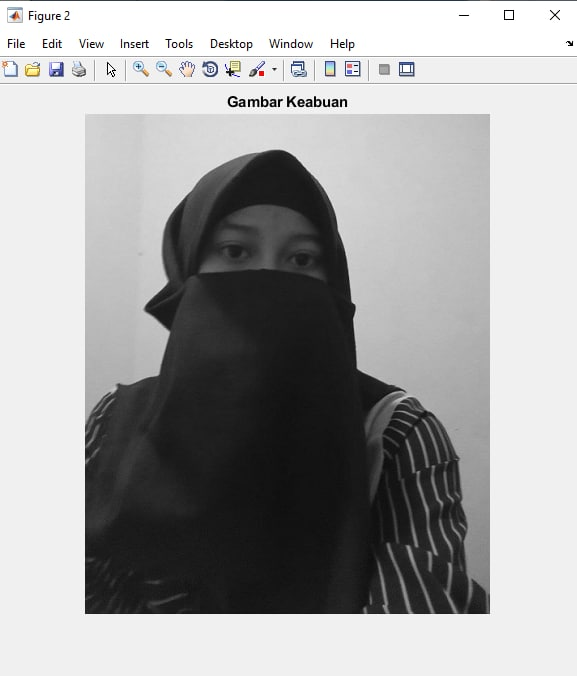 Figure 2
File Edit View Insert Tools Desktop Window Help
Gambar Keabuan